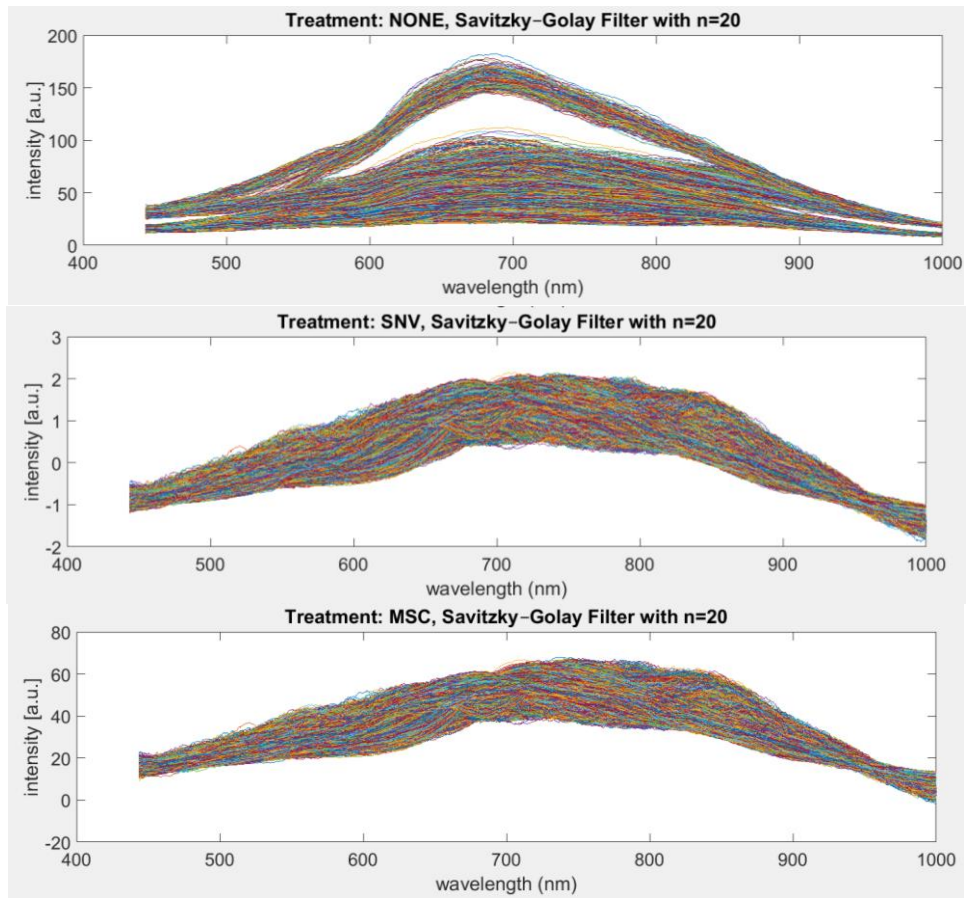 Treatment: NONE, Savitzky−Golay Filter with n=20
200
150
100
50
0
intensity [a.u.]
400 500 600 700 800 900 1000
wavelength (nm)
Treatment: SNV, Savitzky−Golay Filter with n=20
3
2
1
0
-1
-2
intensity [a.u.]
400 500 600 700 800 900 1000
wavelength (nm)
Treatment: MSC, Savitzky−Golay Filter with n=20
80
60
40
20
0
-20
intensity [a.u.]
400 500 600 700 800 900 1000
wavelength (nm)